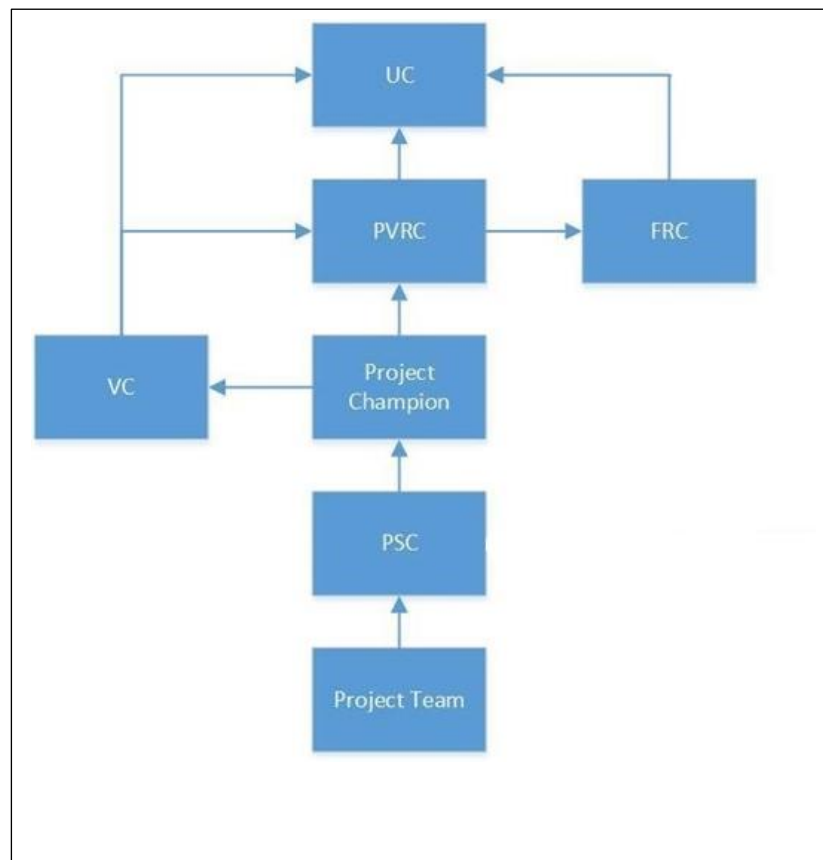 UC
PVRC
FRC
VC
Project
Champion
PSC
Project Team